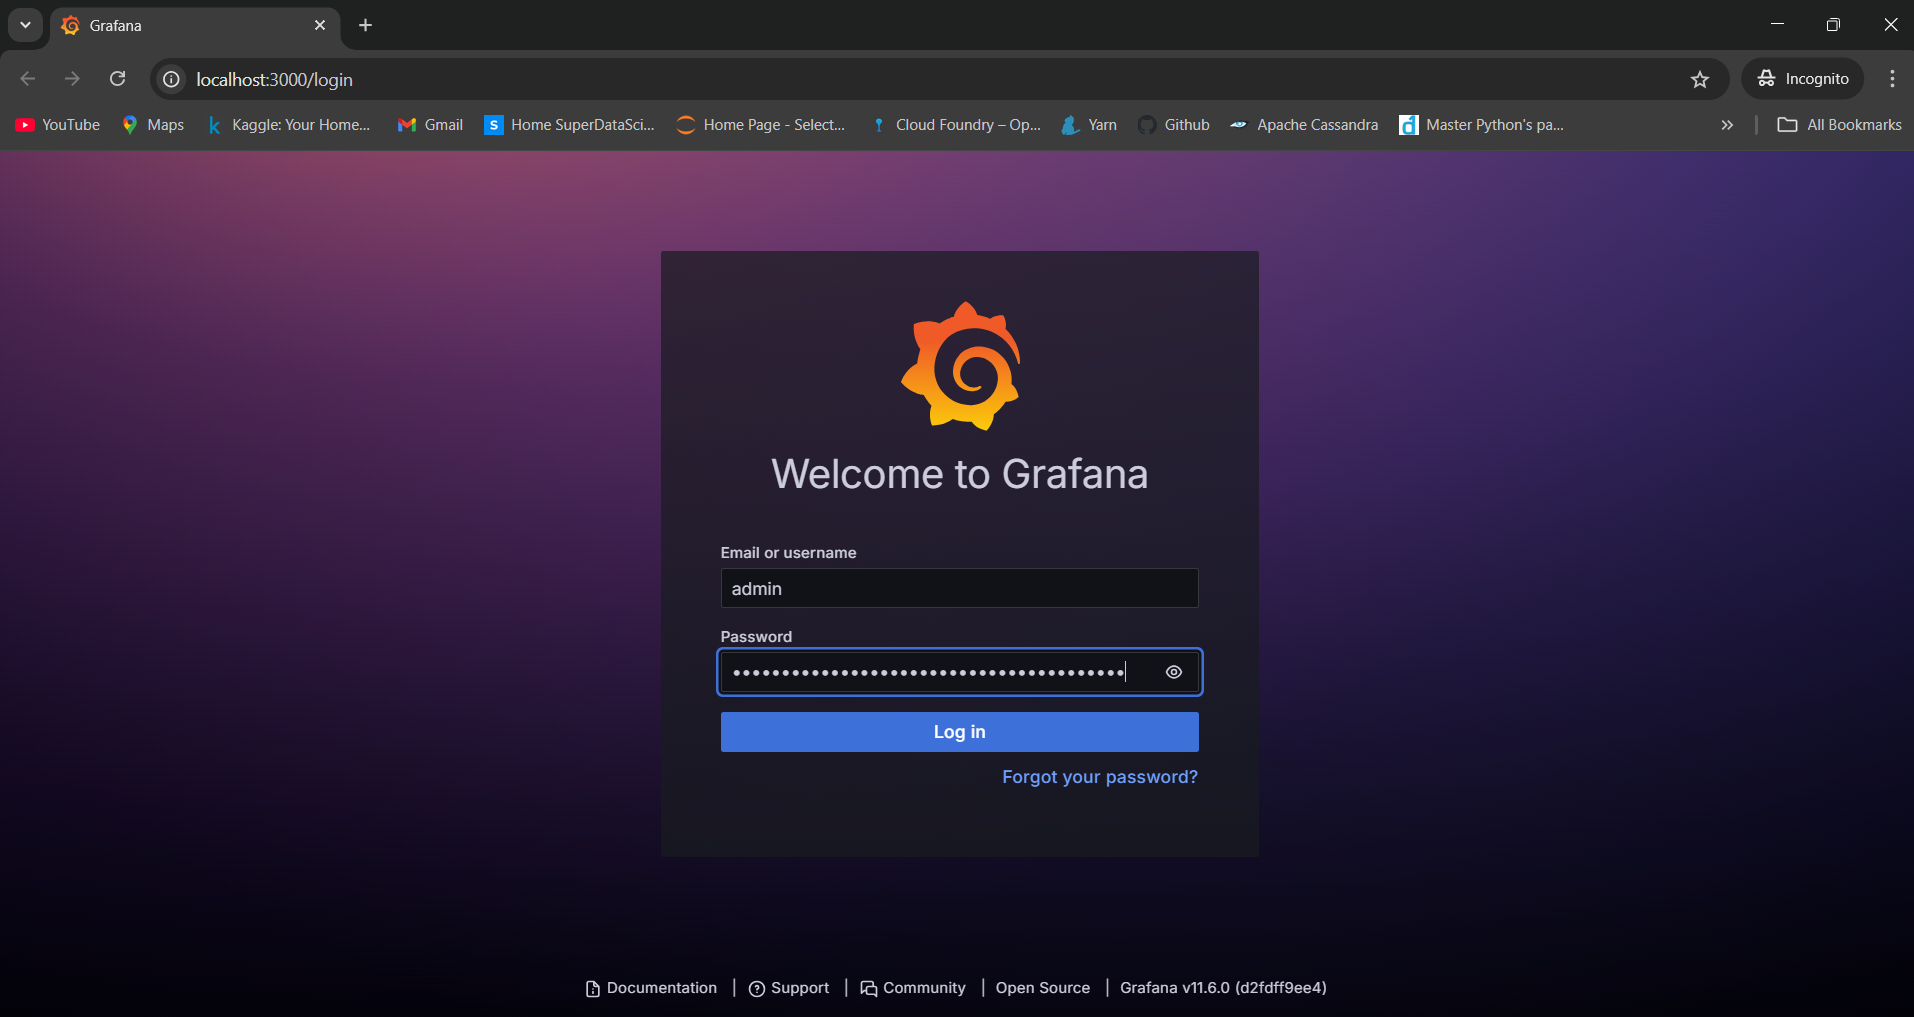 Grafana
localhost:3000/login
Incognito
YouTube
Maps
Kaggle: Your Home...
Gmail
Home SuperDataSci...
Home Page - Select...
Cloud Foundry – Op...
Yarn
Github
Apache Cassandra
Master Python's pa...
All Bookmarks
Welcome to Grafana
Email or username
admin
Password
••••••••••••••••••••••••••••••••••••••••
Log in
Forgot your password?
Documentation | Support | Community | Open Source | Grafana v11.6.0 (d2fdff9ee4)